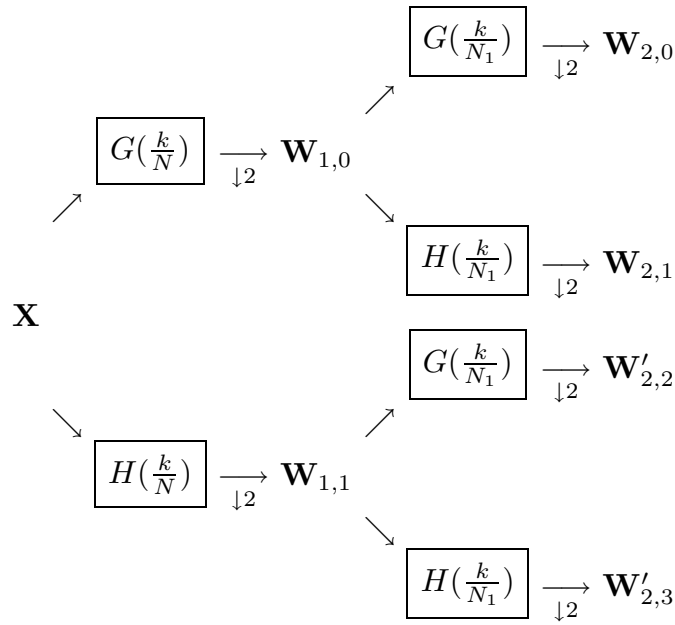 G(k/N₁) ⟶ ↓2 W₂,₀
G(k/N) ⟶ ↓2 W₁,₀
H(k/N₁) ⟶ ↓2 W₂,₁
X
G(k/N₁) ⟶ ↓2 W′₂,₂
H(k/N) ⟶ ↓2 W₁,₁
H(k/N₁) ⟶ ↓2 W′₂,₃